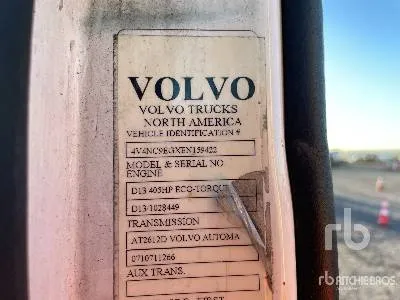 VOLVO
VOLVO TRUCKS
NORTH AMERICA
VEHICLE IDENTIFICATION #
4V4NC9EGXEN159422
MODEL & SERIAL NO
ENGINE
D13 405HP ECO-TORQUE
D13 1028449
TRANSMISSION
AT2612D VOLVO AUTOMA
0710711266
AUX TRANS.
rb
RITCHIE BROS